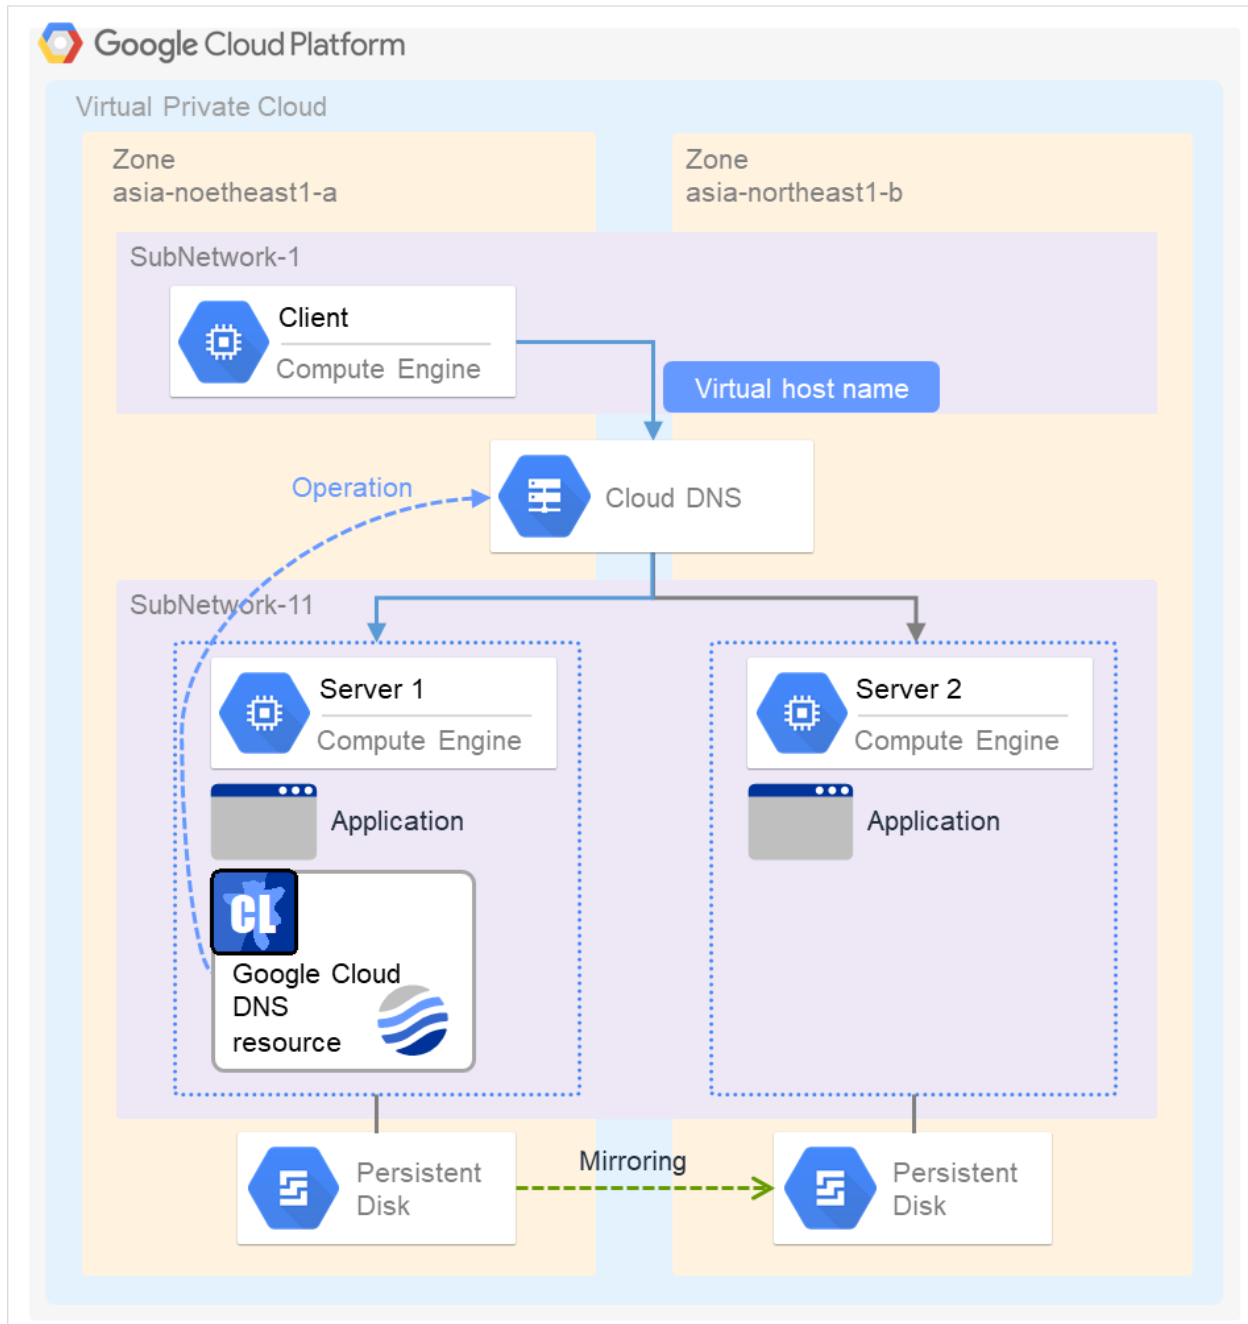 Google Cloud Platform
Virtual Private Cloud
Zone
asia-noetheast1-a
Zone
asia-northeast1-b
SubNetwork-1
Client
Compute Engine
Virtual host name
Operation
Cloud DNS
SubNetwork-11
Server 1
Compute Engine
Server 2
Compute Engine
Application
Application
CL
Google Cloud
DNS
resource
Persistent
Disk
Mirroring
Persistent
Disk